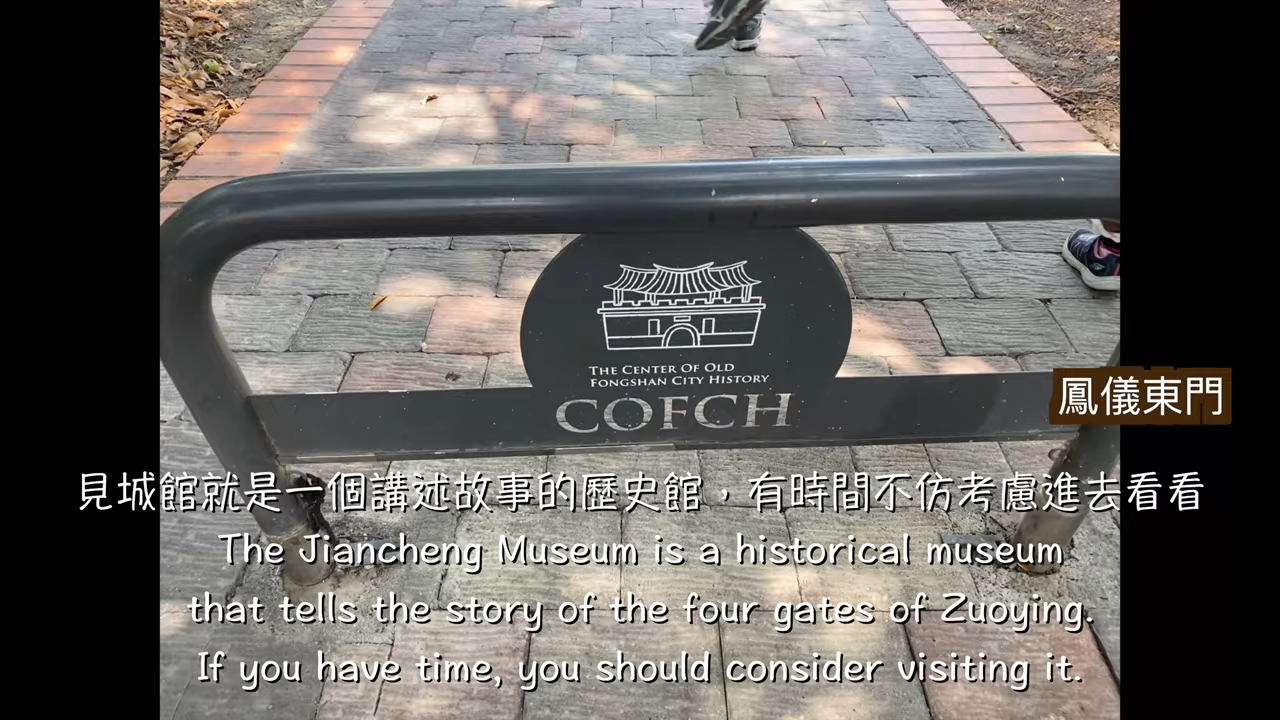 THE CENTER OF OLD
FONGSHAN CITY HISTORY
COFCH
鳳儀東門
見城館就是一個講述故事的歷史館，有時間不仿考慮進去看看
The Jiancheng Museum is a historical museum
that tells the story of the four gates of Zuoying.
If you have time, you should consider visiting it.